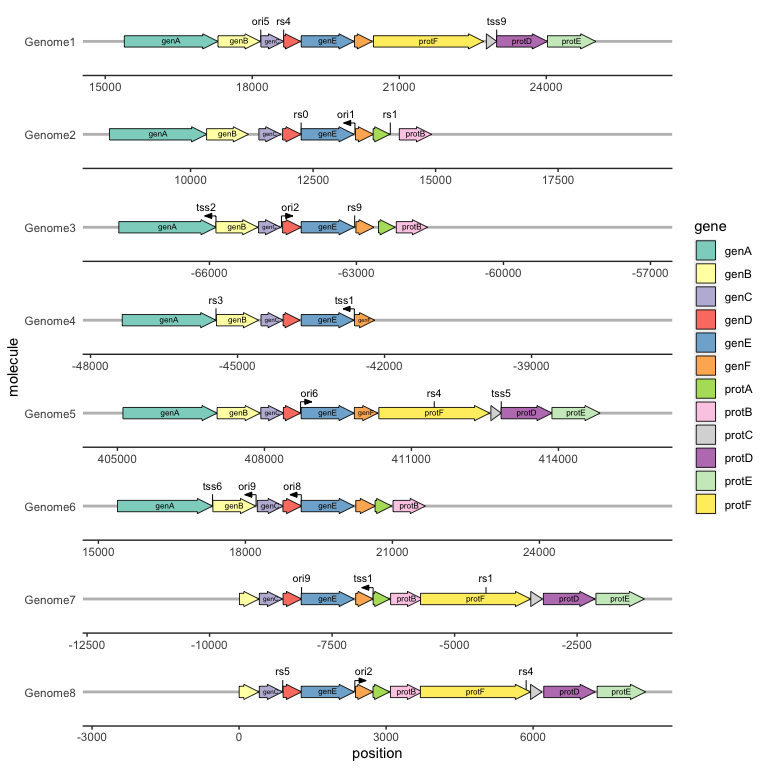 ori5 rs4 tss9
Genome1 genA genB genC genE protF protD protE
15000 18000 21000 24000
rs0 ori1 rs1
Genome2 genA genB genC genE protB
10000 12500 15000 17500
tss2 ori2 rs9
Genome3 genA genB genC genE protB
-66000 -63000 -60000 -57000
rs3 tss1
Genome4 genA genB genC genE genF
-48000 -45000 -42000 -39000
ori6 rs4 tss5
Genome5 genA genB genC genE genF protF protD protE
405000 408000 411000 414000
tss6 ori9 ori8
Genome6 genA genB genC genE protB
15000 18000 21000 24000
ori9 tss1 rs1
Genome7 genC genE protB protF protD protE
-12500 -10000 -7500 -5000 -2500
rs5 ori2 rs4
Genome8 genC genE protB protF protD protE
-3000 0 3000 6000
position
molecule
gene
genA
genB
genC
genD
genE
genF
protA
protB
protC
protD
protE
protF